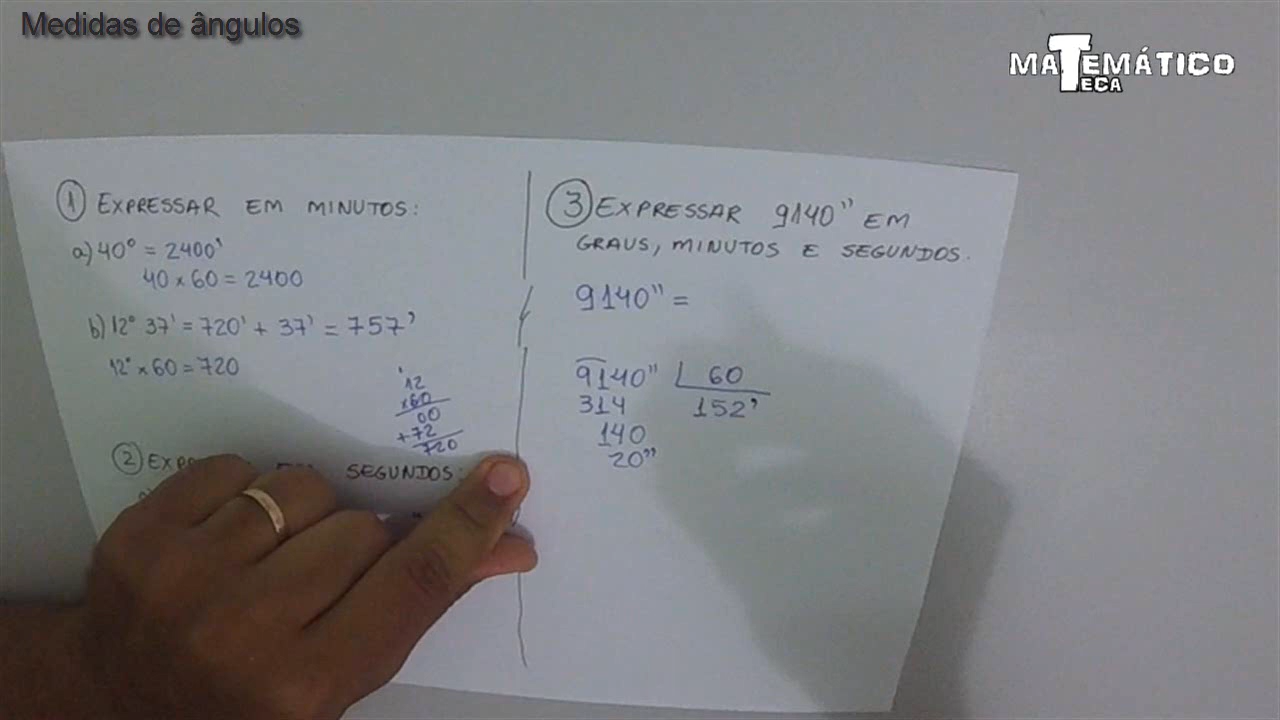 Medidas de ângulos
MATEMÁTICO
TECA
1 EXPRESSAR EM MINUTOS:
a) 40° = 2400'
40 × 60 = 2400
b) 12° 37' = 720' + 37' = 757'
12° × 60 = 720
12
×60
00
+72
720
2 SEGUNDOS:
3 EXPRESSAR 9140" EM
GRAUS, MINUTOS E SEGUNDOS.
9140" =
9140" 60
314 152'
140
20"